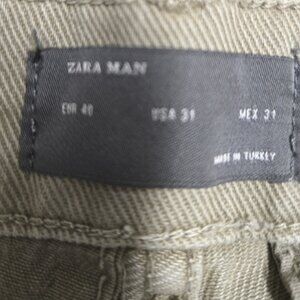 ZARA MAN
EUR 40 USA 31 MEX 31
MADE IN TURKEY